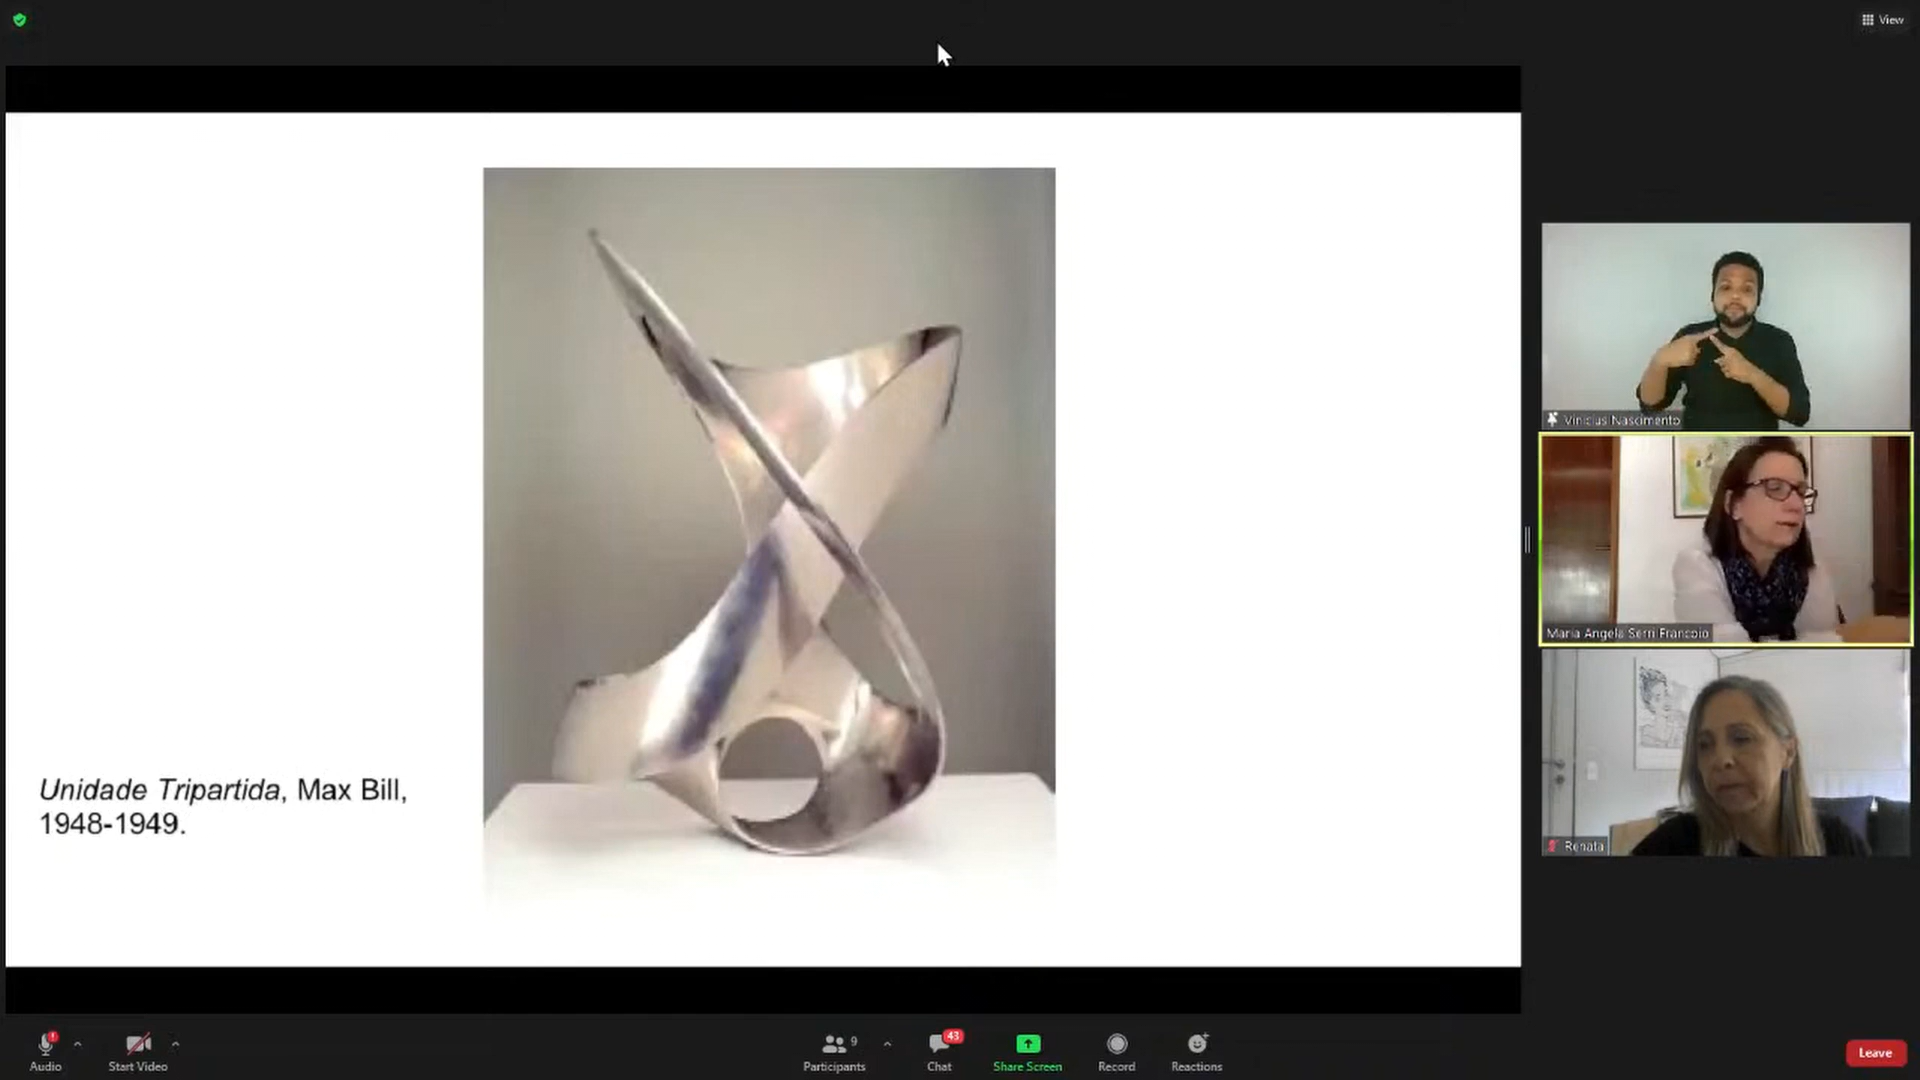 View
Unidade Tripartida, Max Bill,
1948-1949.
Vinicius Nascimento
Maria Angela Serri Francoio
Renata
Audio
Start Video
9
Participants
43
Chat
Share Screen
Record
Reactions
Leave